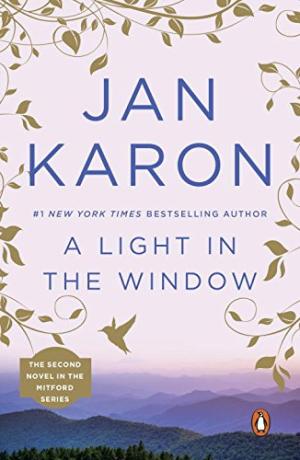 JAN
KARON
#1 NEW YORK TIMES BESTSELLING AUTHOR
A LIGHT IN
THE WINDOW
THE SECOND
NOVEL IN THE
MITFORD
SERIES